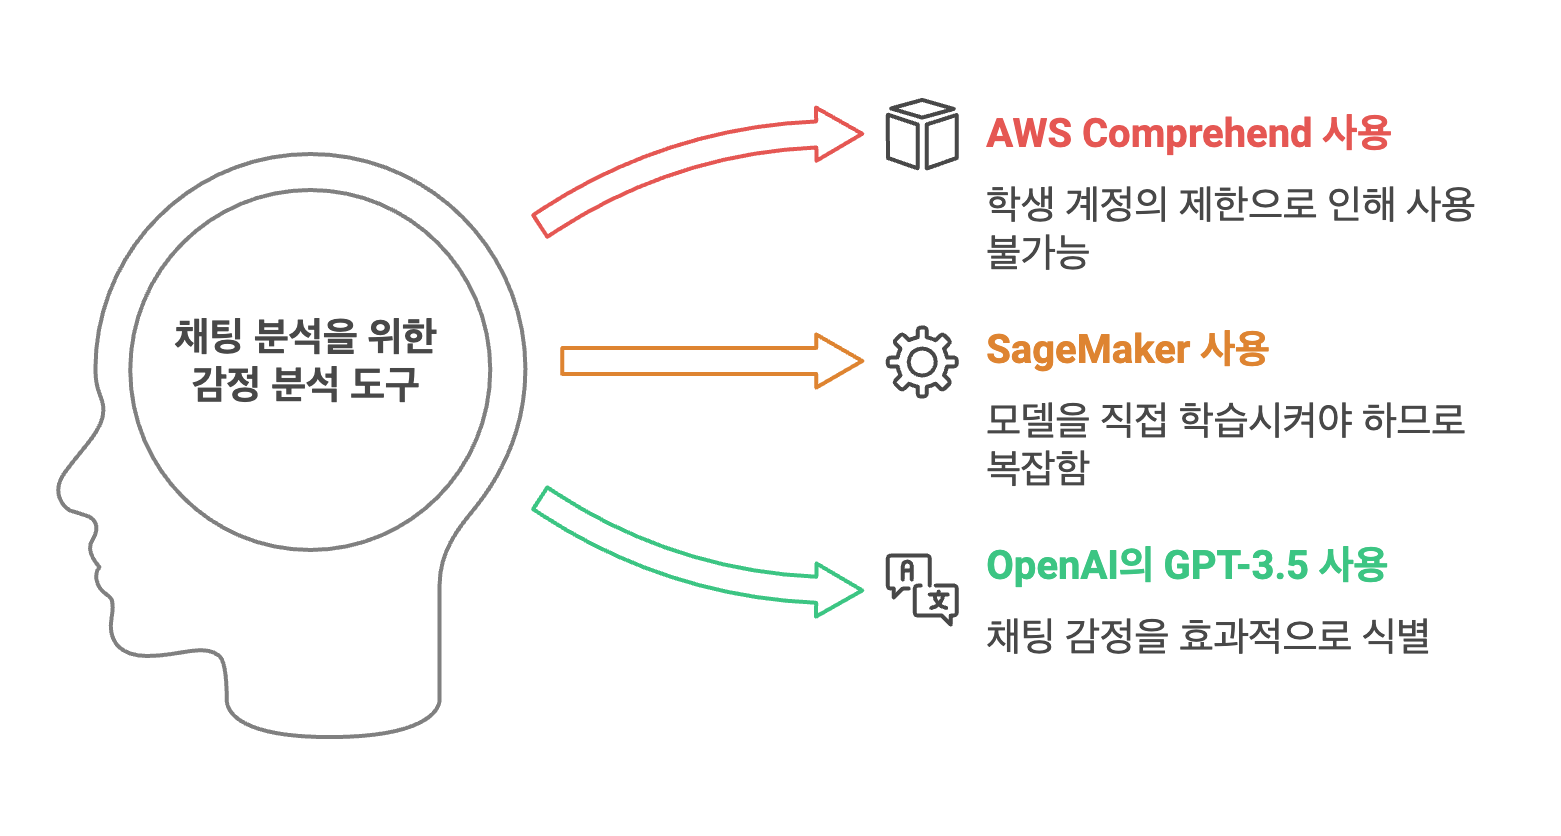 채팅 분석을 위한
감정 분석 도구
AWS Comprehend 사용
학생 계정의 제한으로 인해 사용
불가능
SageMaker 사용
모델을 직접 학습시켜야 하므로
복잡함
A
文
OpenAI의 GPT-3.5 사용
채팅 감정을 효과적으로 식별